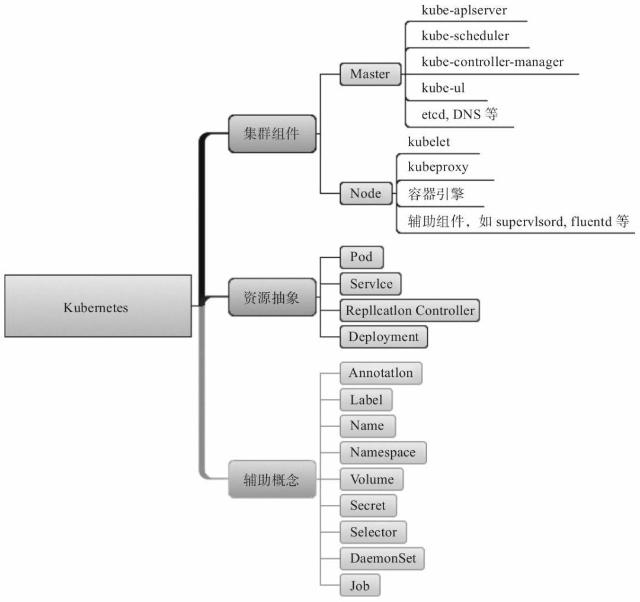 kube-aplserver
kube-scheduler
Master
kube-controller-manager
kube-ul
etcd, DNS 等
集群组件
kubelet
kubeproxy
Node
容器引擎
辅助组件，如 supervlsord, fluentd 等
Kubernetes
资源抽象
Pod
Servlce
Repllcatlon Controller
Deployment
辅助概念
Annotatlon
Label
Name
Namespace
Volume
Secret
Selector
DaemonSet
Job